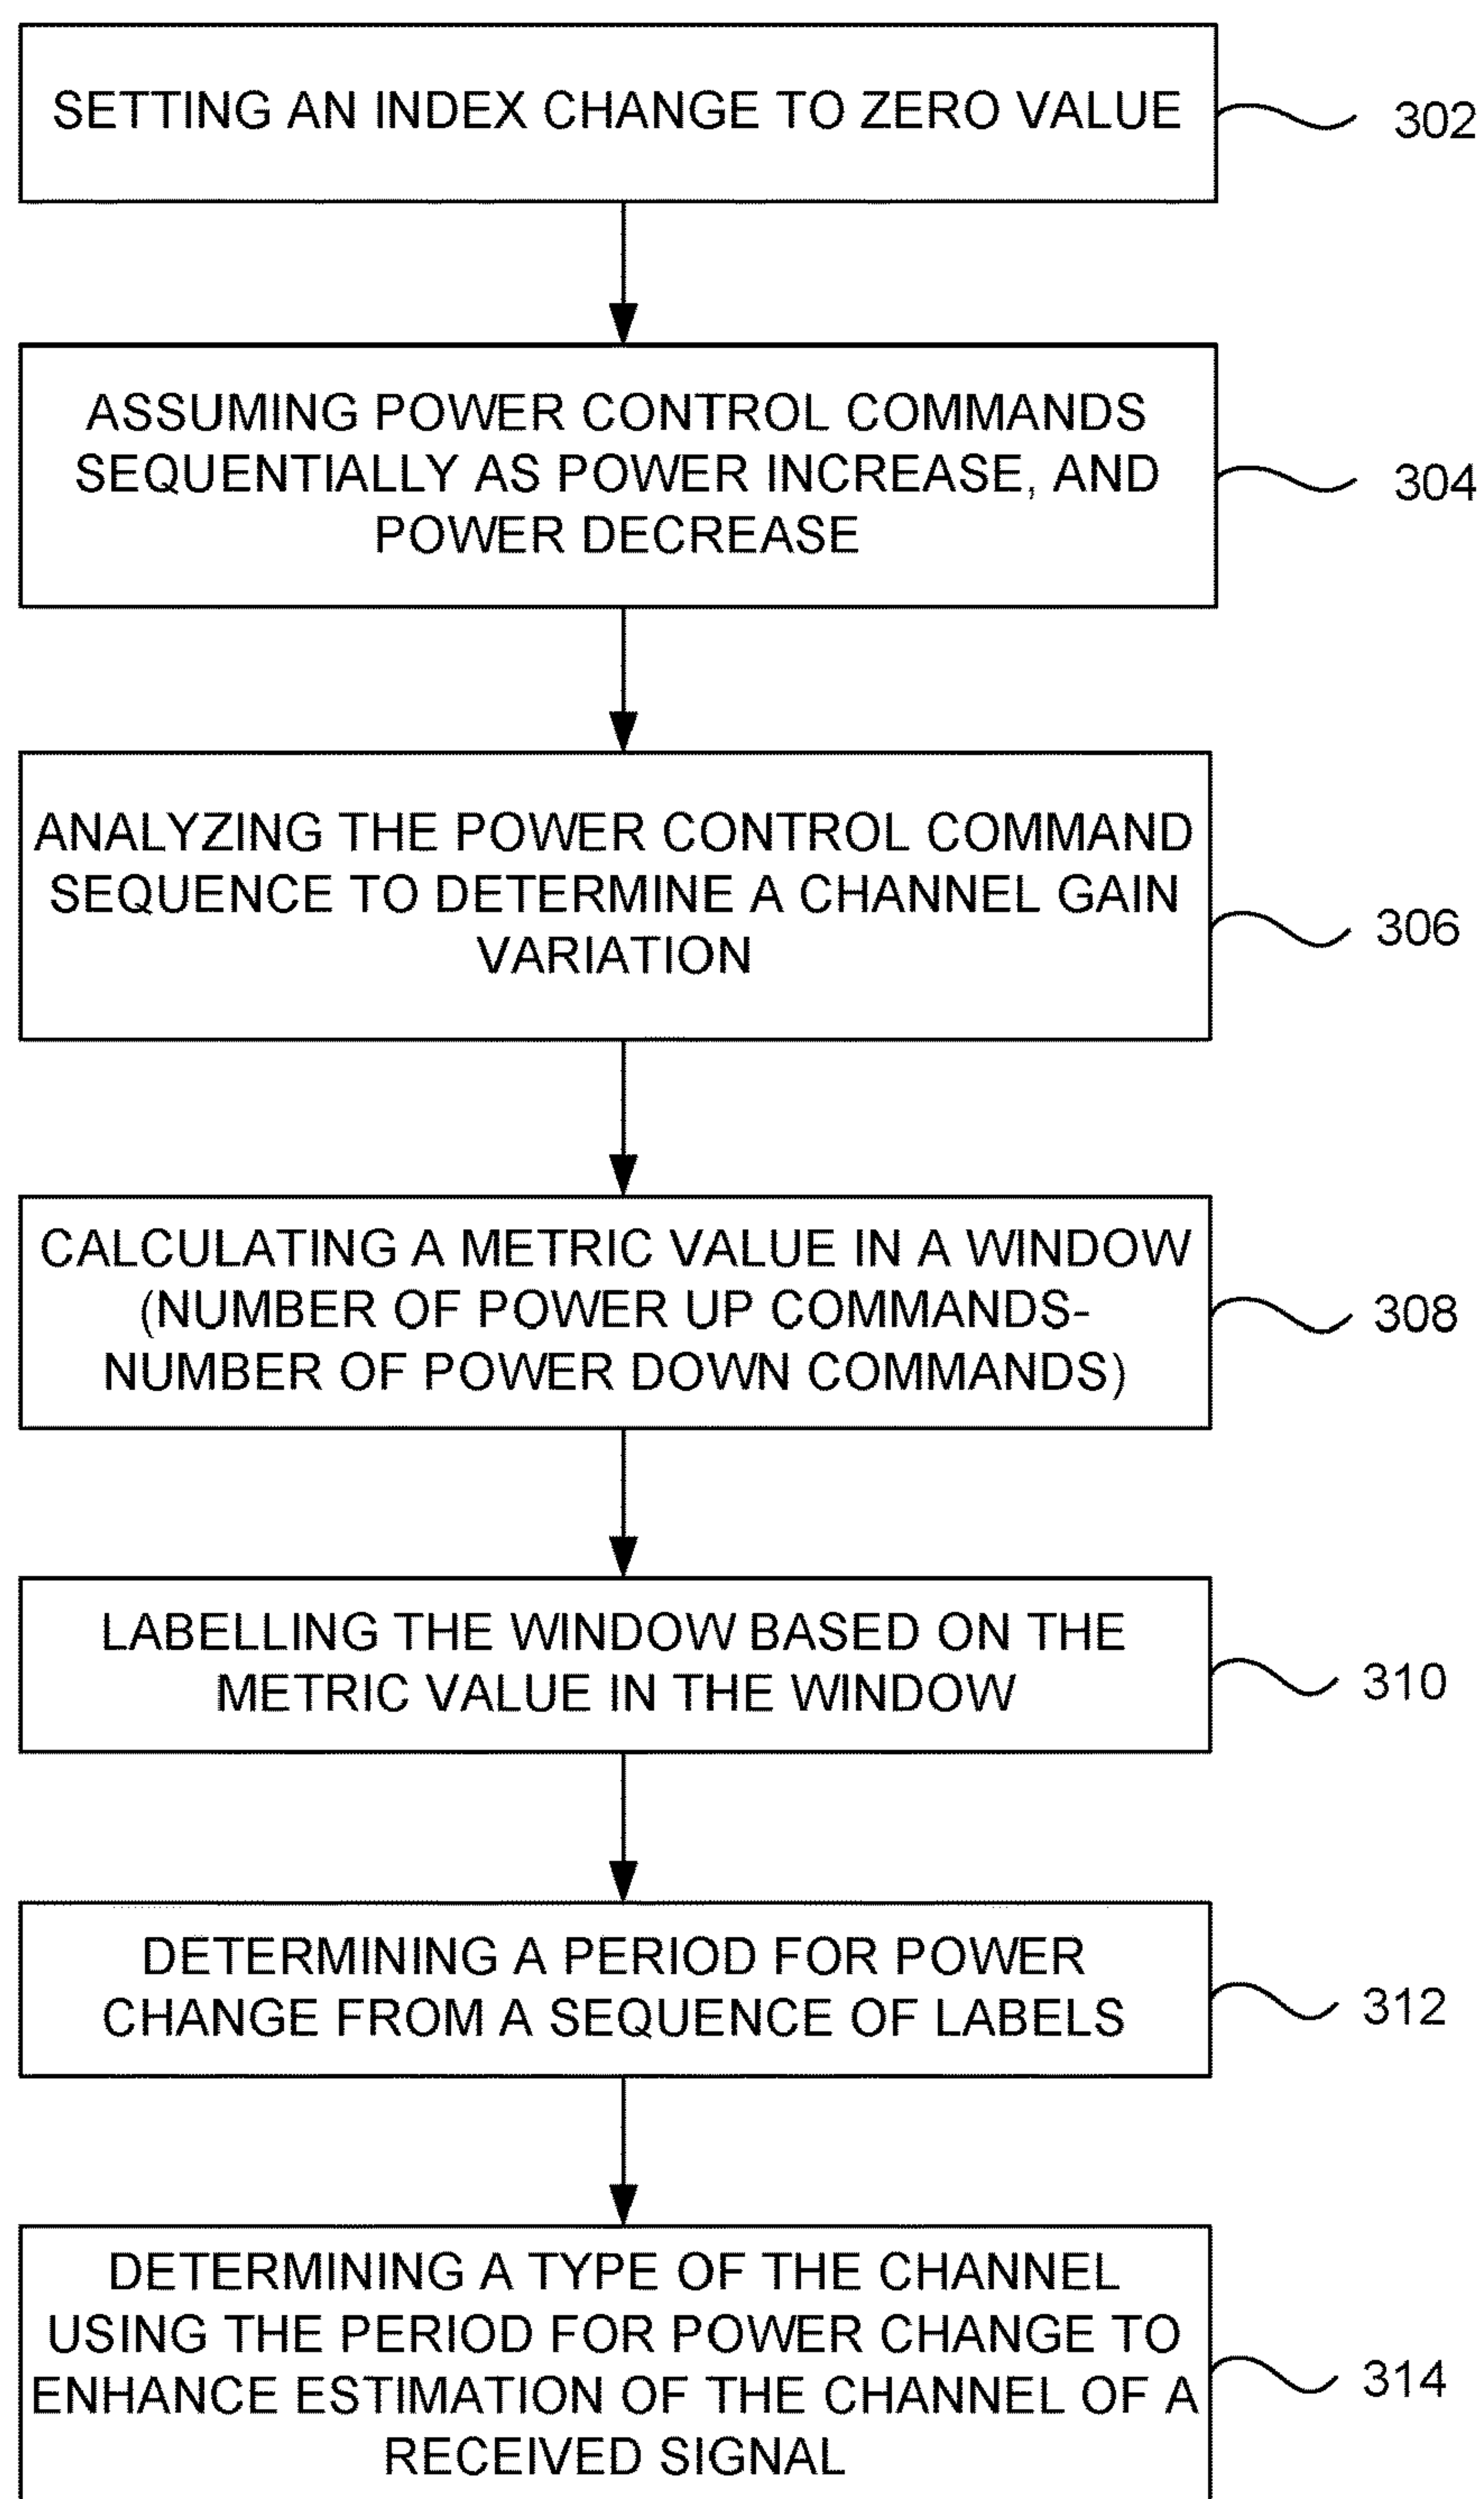 SETTING AN INDEX CHANGE TO ZERO VALUE
302
ASSUMING POWER CONTROL COMMANDS
SEQUENTIALLY AS POWER INCREASE, AND
POWER DECREASE
304
ANALYZING THE POWER CONTROL COMMAND
SEQUENCE TO DETERMINE A CHANNEL GAIN
VARIATION
306
CALCULATING A METRIC VALUE IN A WINDOW
(NUMBER OF POWER UP COMMANDS-
NUMBER OF POWER DOWN COMMANDS)
308
LABELLING THE WINDOW BASED ON THE
METRIC VALUE IN THE WINDOW
310
DETERMINING A PERIOD FOR POWER
CHANGE FROM A SEQUENCE OF LABELS
312
DETERMINING A TYPE OF THE CHANNEL
USING THE PERIOD FOR POWER CHANGE TO
ENHANCE ESTIMATION OF THE CHANNEL OF A
RECEIVED SIGNAL
314